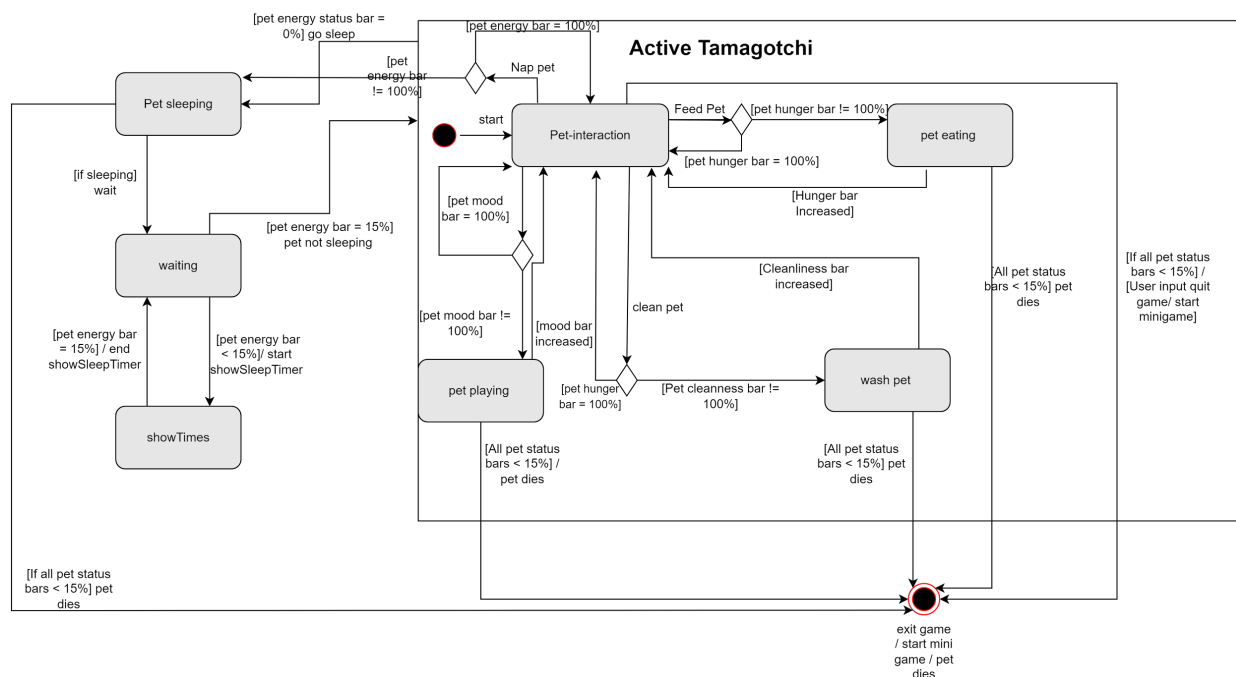 [pet energy status bar =
0%] go sleep
[pet energy bar = 100%]
Active Tamagotchi
[pet
energy bar
!= 100%]
Nap pet
Pet sleeping
start
Pet-interaction
Feed Pet
[pet hunger bar != 100%]
pet eating
[pet hunger bar = 100%]
[if sleeping]
wait
[pet mood
bar = 100%]
[Hunger bar
Increased]
[pet energy bar = 15%]
pet not sleeping
waiting
[Cleanliness bar
increased]
[All pet status
bars < 15%] pet
dies
[If all pet status
bars < 15%] /
[User input quit
game/ start
minigame]
clean pet
[pet mood bar !=
100%]
[mood bar
increased]
[pet energy bar
= 15%] / end
showSleepTimer
[pet energy bar
< 15%]/ start
showSleepTimer
pet playing
[pet hunger
bar = 100%]
[Pet cleanness bar !=
100%]
wash pet
showTimes
[All pet status
bars < 15%] /
pet dies
[All pet status
bars < 15%] pet
dies
[If all pet status
bars < 15%] pet
dies
exit game
/ start mini
game / pet
dies